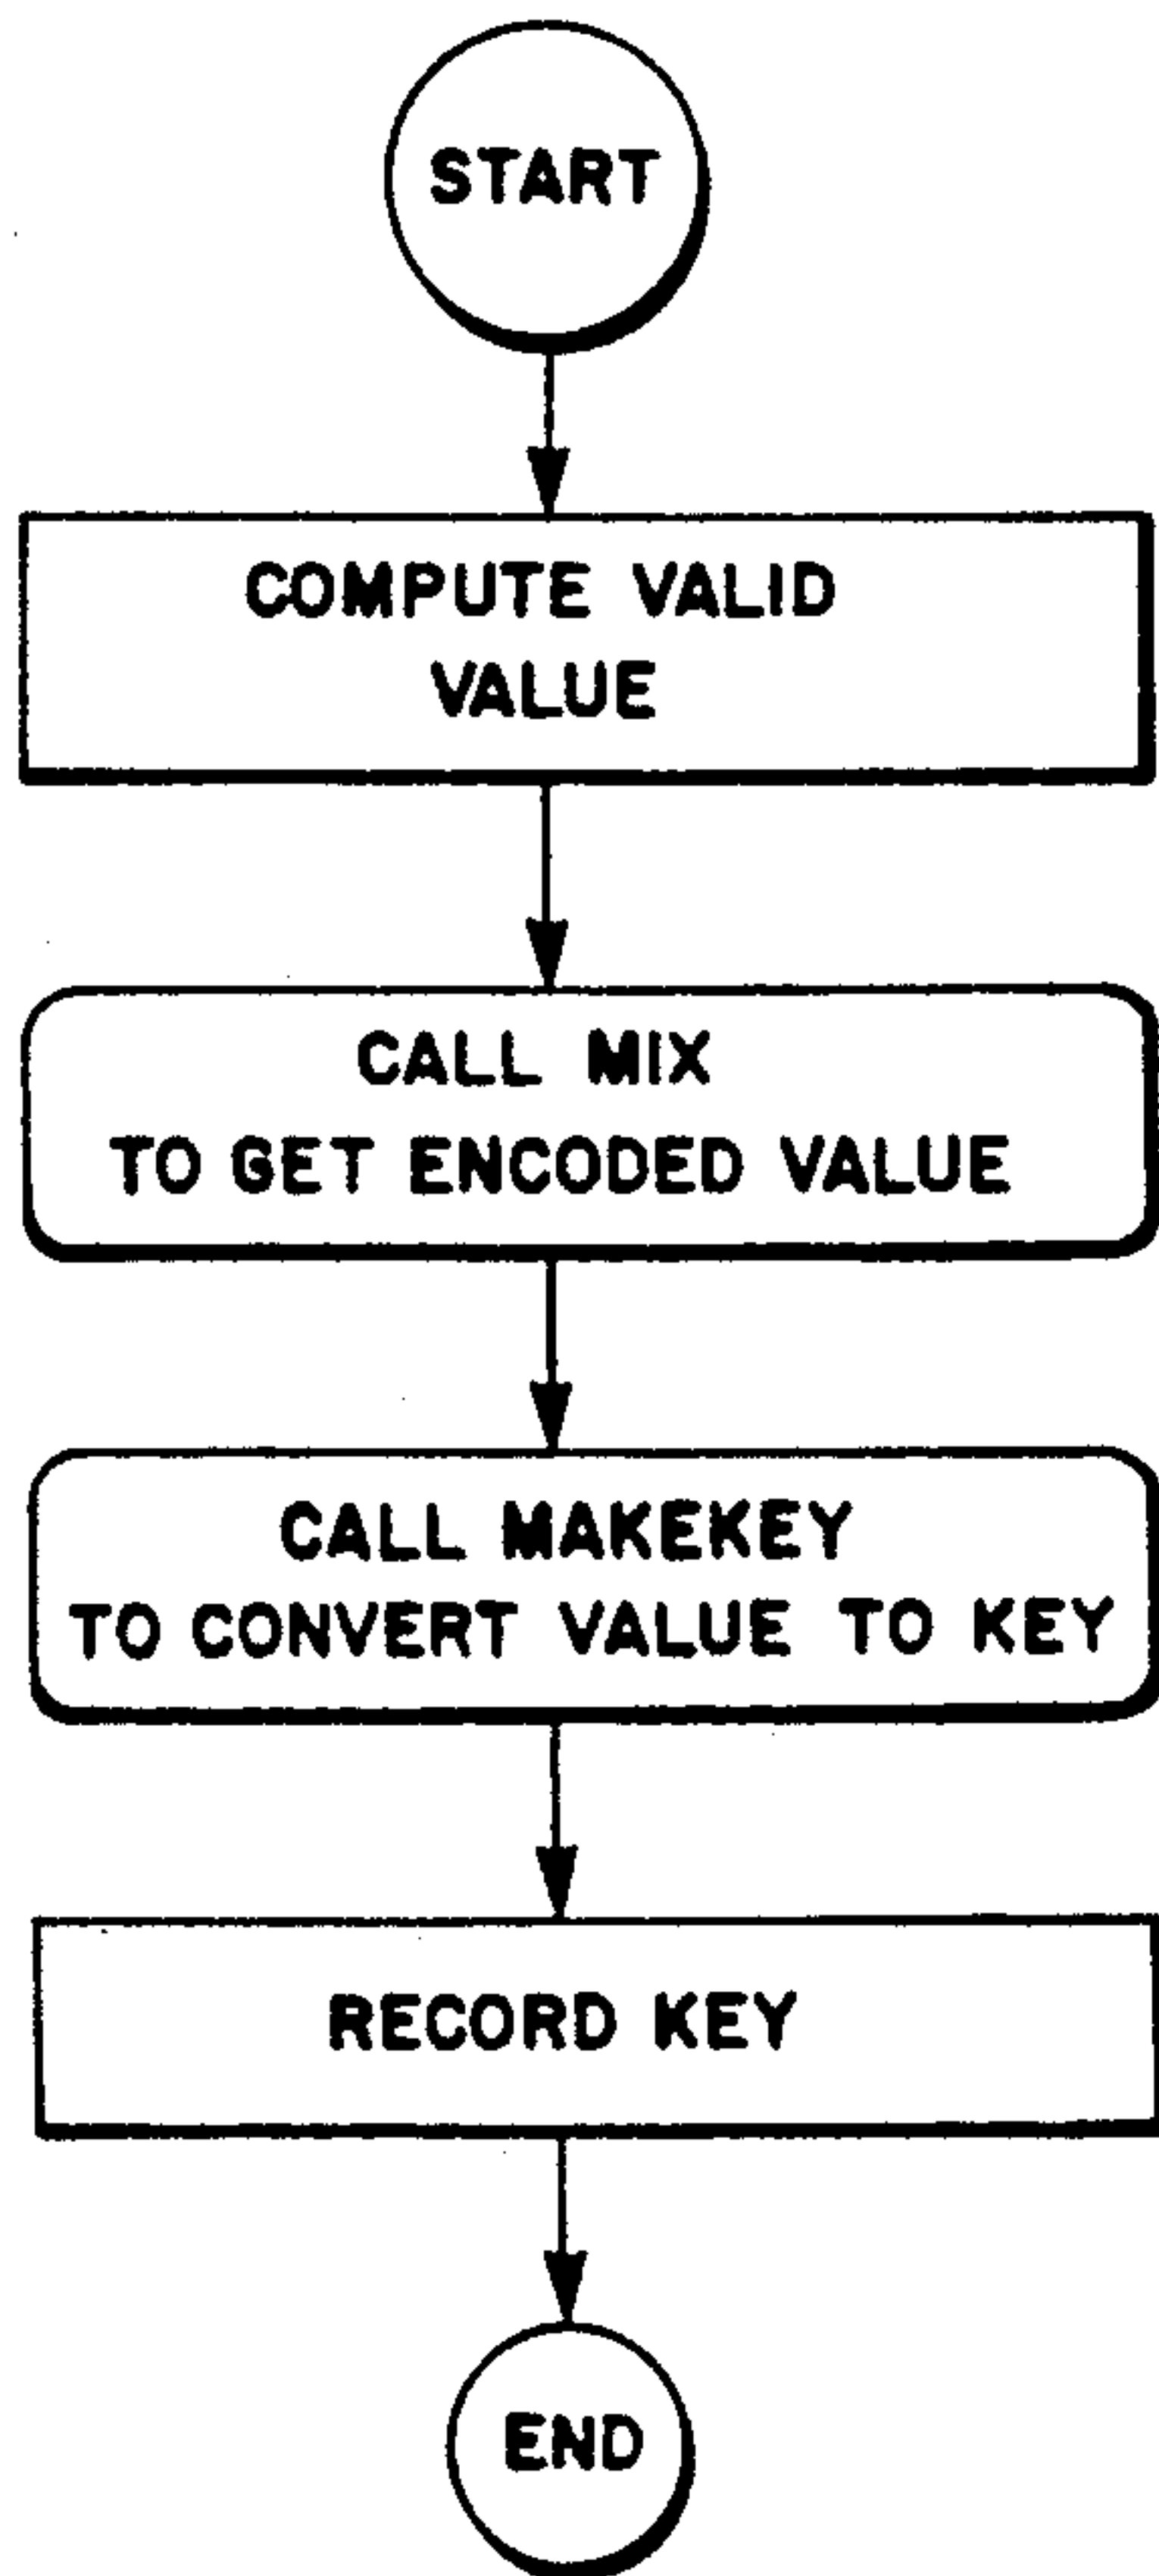 START
COMPUTE VALID
VALUE
CALL MIX
TO GET ENCODED VALUE
CALL MAKEKEY
TO CONVERT VALUE TO KEY
RECORD KEY
END